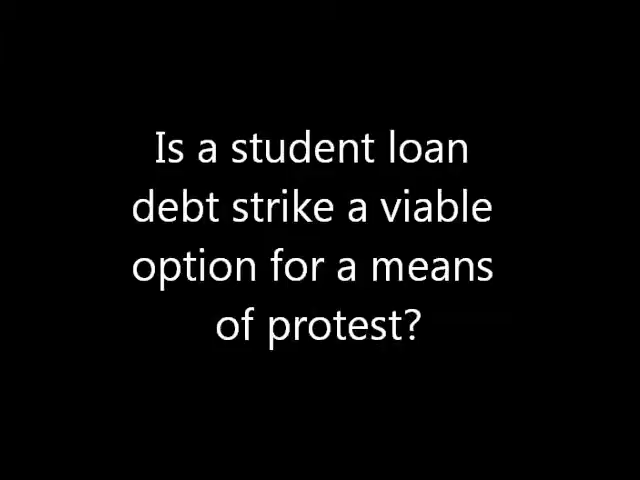 Is a student loan
debt strike a viable
option for a means
of protest?